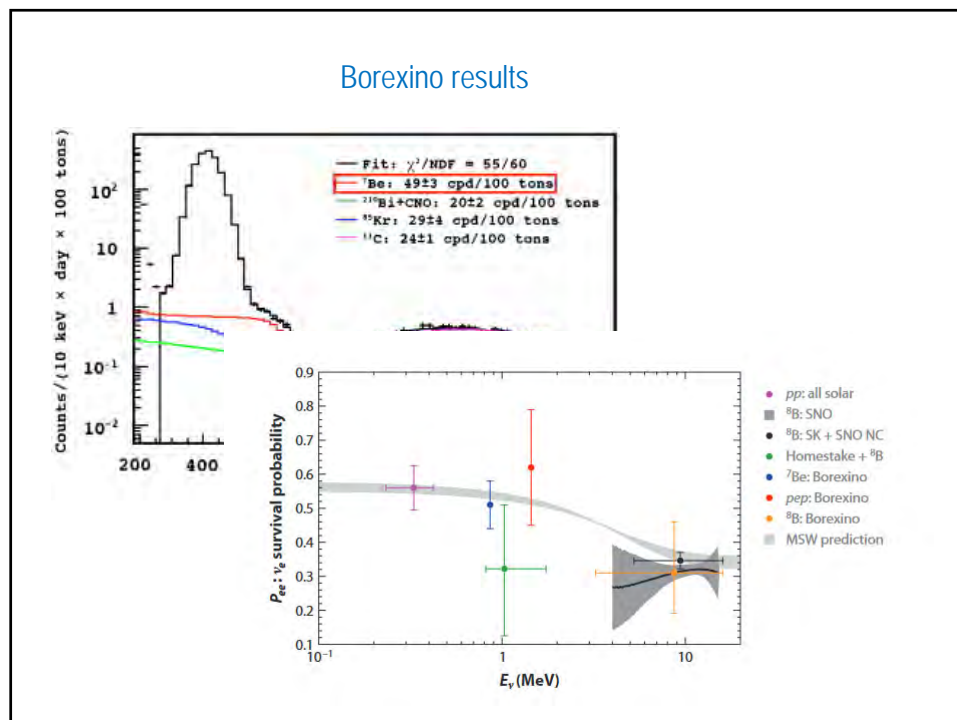 Borexino results
Counts/(10 keV × day × 100 tons)
10²
10
1
10⁻¹
10⁻²
200
400
Fit: χ²/NDF = 55/60
⁷Be: 49±3 cpd/100 tons
²¹⁰Bi+CNO: 20±2 cpd/100 tons
⁸⁵Kr: 29±4 cpd/100 tons
¹¹C: 24±1 cpd/100 tons
P_ee: ν_e survival probability
0.9
0.8
0.7
0.6
0.5
0.4
0.3
0.2
0.1
10⁻¹
1
10
E_ν (MeV)
pp: all solar
⁸B: SNO
⁸B: SK + SNO NC
Homestake + ⁸B
⁷Be: Borexino
pep: Borexino
⁸B: Borexino
MSW prediction